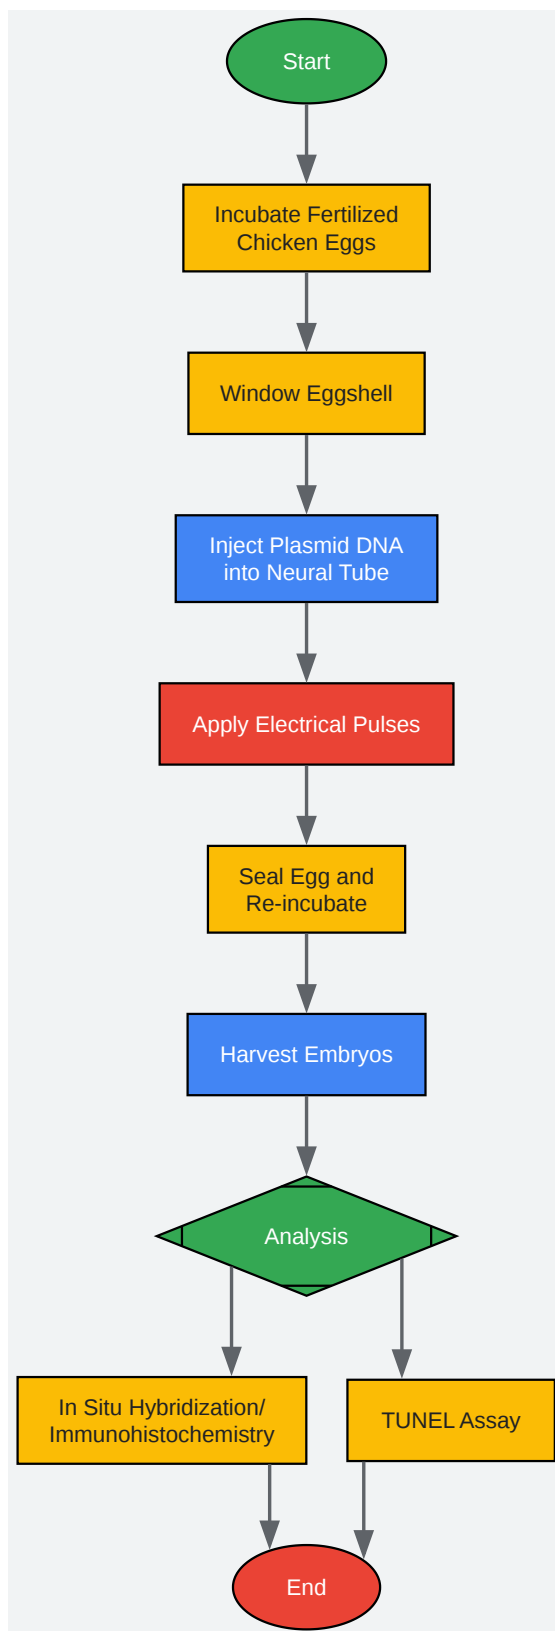 Start
Incubate Fertilized
Chicken Eggs
Window Eggshell
Inject Plasmid DNA
into Neural Tube
Apply Electrical Pulses
Seal Egg and
Re-incubate
Harvest Embryos
Analysis
In Situ Hybridization/
Immunohistochemistry
TUNEL Assay
End